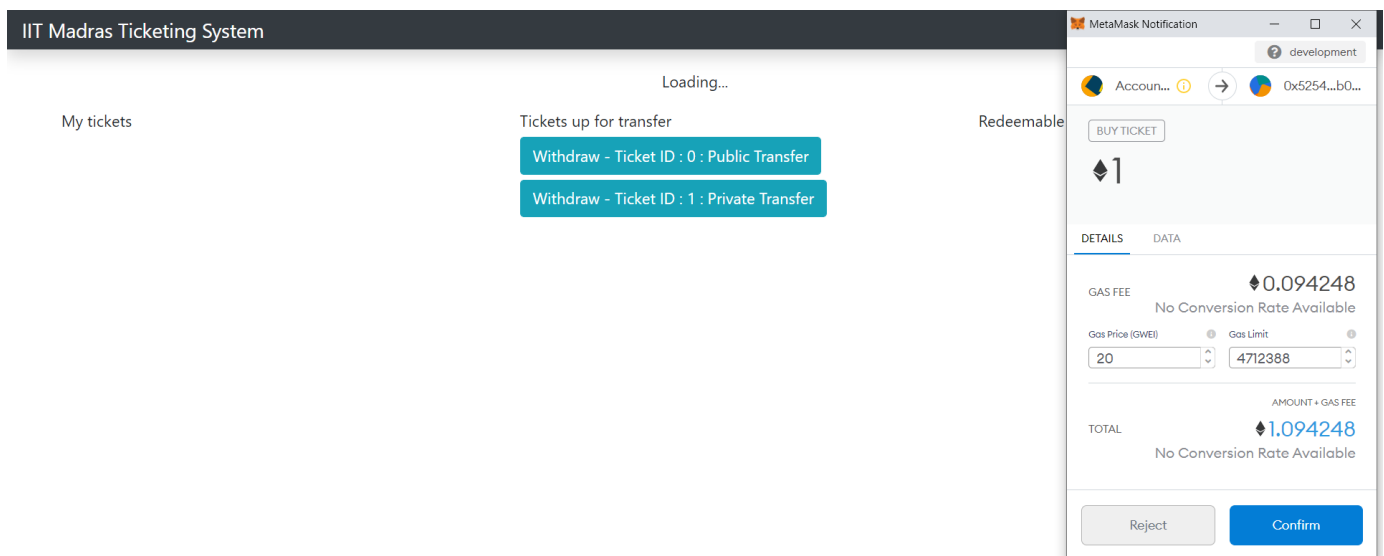 IIT Madras Ticketing System
Loading...
My tickets
Tickets up for transfer
Redeemable
Withdraw - Ticket ID : 0 : Public Transfer
Withdraw - Ticket ID : 1 : Private Transfer
MetaMask Notification
development
Accoun...
0x5254...b0...
BUY TICKET
1
DETAILS DATA
GAS FEE 0.094248
No Conversion Rate Available
Gas Price (GWEI) Gas Limit
20 4712388
AMOUNT + GAS FEE
TOTAL 1.094248
No Conversion Rate Available
Reject Confirm